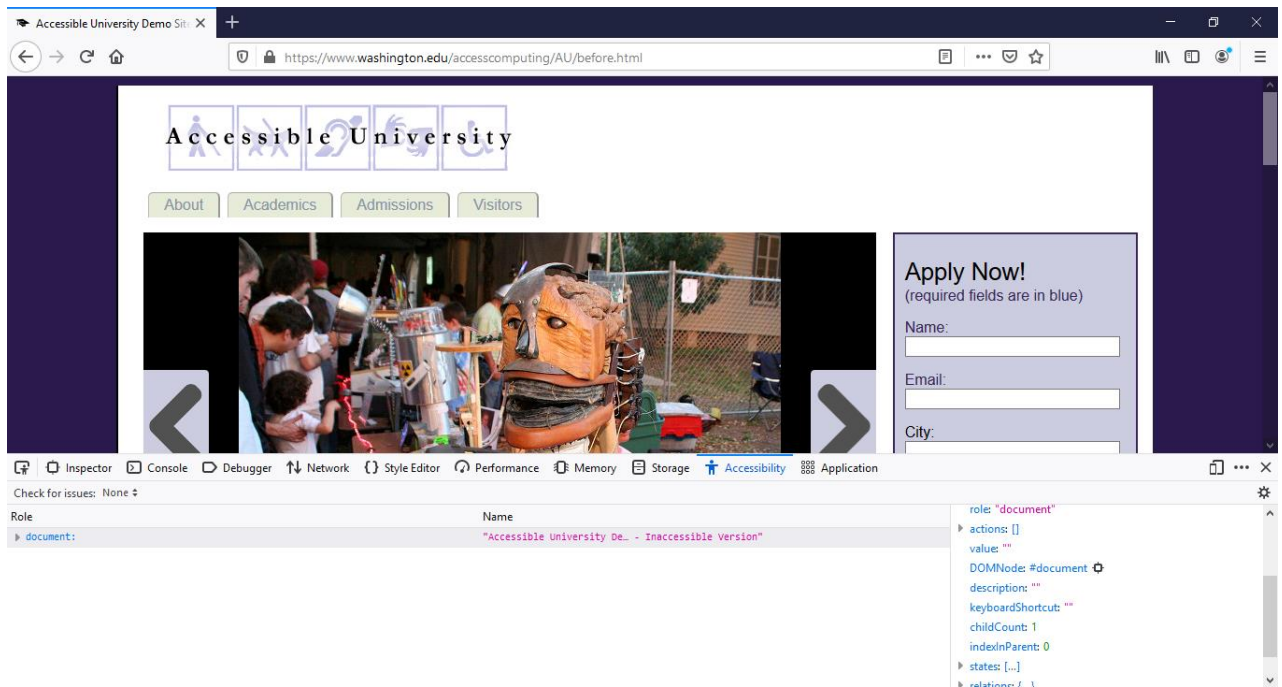 Accessible University Demo Sit
https://www.washington.edu/accesscomputing/AU/before.html
Accessible University
About Academics Admissions Visitors
Apply Now!
(required fields are in blue)
Name:
Email:
City:
Inspector Console Debugger Network {} Style Editor Performance Memory Storage Accessibility Application
Check for issues: None
Role Name
document: "Accessible University De… - Inaccessible Version"
role: "document"
actions: []
value: ""
DOMNode: #document
description: ""
keyboardShortcut: ""
childCount: 1
indexInParent: 0
states: […]
relations: {…}